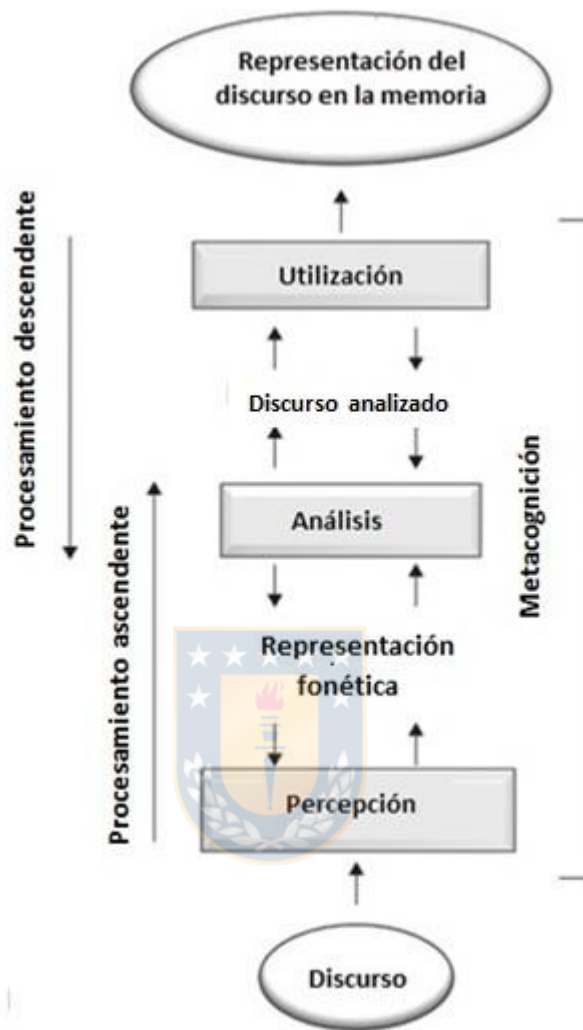 Representación del
discurso en la memoria
Procesamiento descendente
Utilización
Discurso analizado
Análisis
Metacognición
Procesamiento ascendente
Representación
fonética
Percepción
Discurso